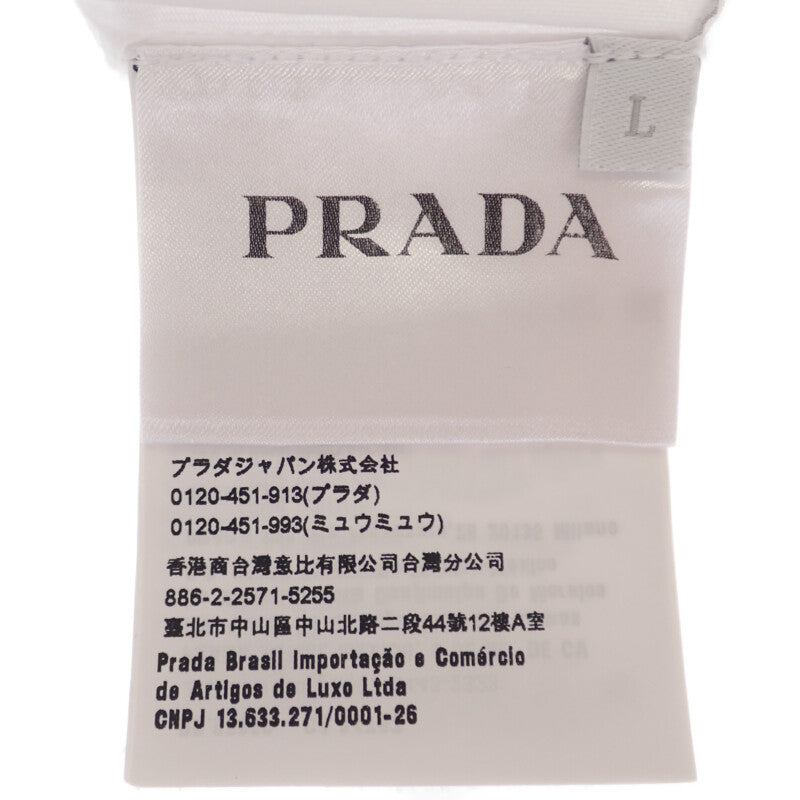 L
PRADA
プラダジャパン株式会社
0120-451-913(プラダ)
0120-451-993(ミュウミュウ)
香港商台灣意比有限公司台灣分公司
886-2-2571-5255
臺北市中山區中山北路二段44號12樓A室
Prada Brasil Importação e Comércio
de Artigos de Luxo Ltda
CNPJ 13.633.271/0001-26